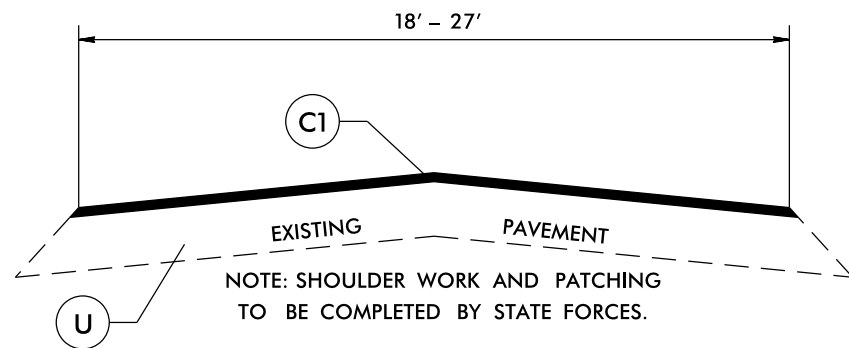 18' – 27'
C1
EXISTING PAVEMENT
NOTE: SHOULDER WORK AND PATCHING
TO BE COMPLETED BY STATE FORCES.
U